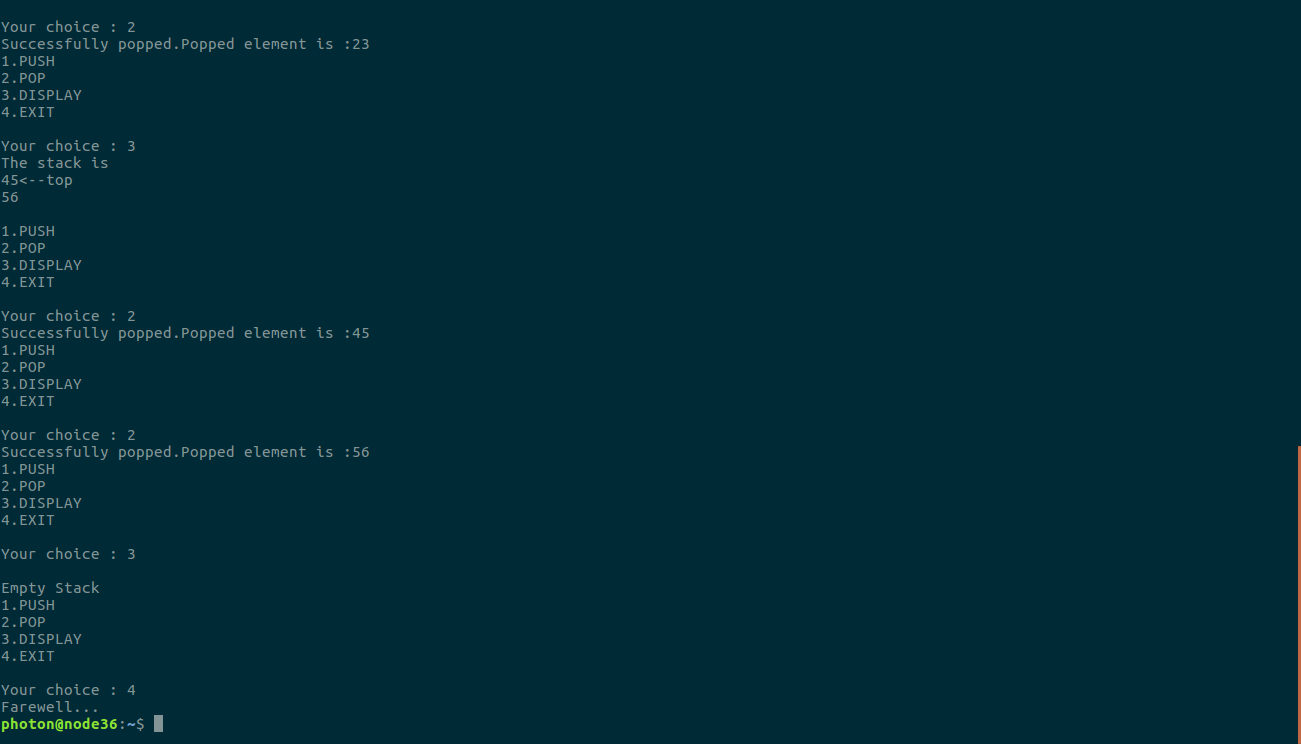 Your choice : 2
Successfully popped.Popped element is :23
1.PUSH
2.POP
3.DISPLAY
4.EXIT
Your choice : 3
The stack is
45<--top
56
1.PUSH
2.POP
3.DISPLAY
4.EXIT
Your choice : 2
Successfully popped.Popped element is :45
1.PUSH
2.POP
3.DISPLAY
4.EXIT
Your choice : 2
Successfully popped.Popped element is :56
1.PUSH
2.POP
3.DISPLAY
4.EXIT
Your choice : 3
Empty Stack
1.PUSH
2.POP
3.DISPLAY
4.EXIT
Your choice : 4
Farewell...
photon@node36:~$